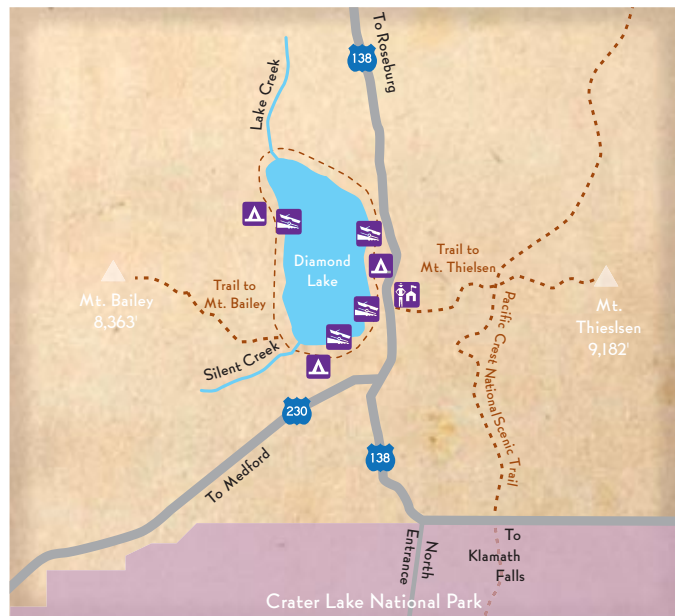 To Roseburg
138
Lake Creek
Diamond
Lake
Trail to
Mt. Thielsen
Mt. Bailey
8,363'
Trail to
Mt. Bailey
Mt.
Thieslsen
9,182'
Pacific Crest National Scenic Trail
Silent Creek
230
To Medford
138
North
Entrance
To
Klamath
Falls
Crater Lake National Park